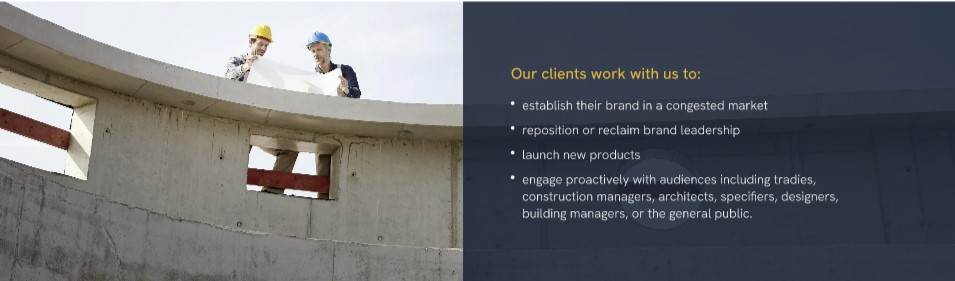 Our clients work with us to:
• establish their brand in a congested market
• reposition or reclaim brand leadership
• launch new products
• engage proactively with audiences including tradies,
construction managers, architects, specifiers, designers,
building managers, or the general public.